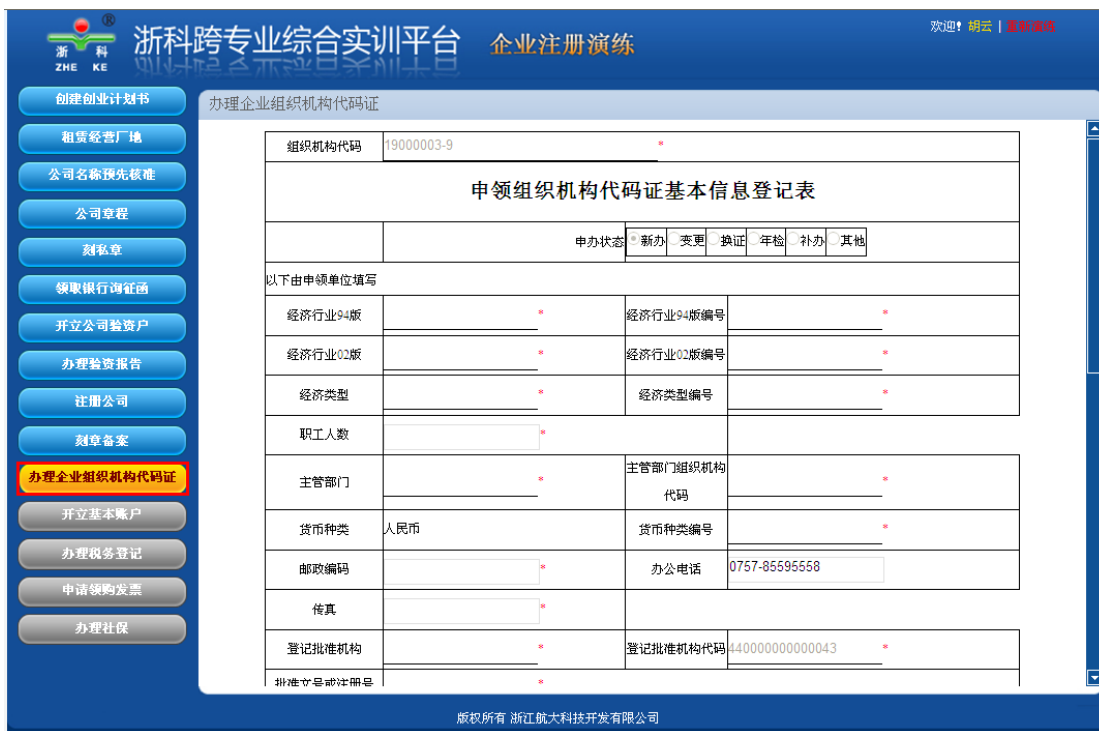 ®
浙 科
ZHE KE
浙科跨专业综合实训平台 企业注册演练
欢迎! 胡云 | 重新演练
创建创业计划书
租赁经营厂地
公司名称预先核准
公司章程
刻私章
领取银行询征函
开立公司验资户
办理验资报告
注册公司
刻章备案
办理企业组织机构代码证
开立基本账户
办理税务登记
申请领购发票
办理社保
办理企业组织机构代码证
组织机构代码 19000003-9 *
申领组织机构代码证基本信息登记表
申办状态 新办 变更 换证 年检 补办 其他
以下由申领单位填写
经济行业94版 * 经济行业94版编号 *
经济行业02版 * 经济行业02版编号 *
经济类型 * 经济类型编号 *
职工人数 *
主管部门 * 主管部门组织机构
代码 *
货币种类 人民币 货币种类编号 *
邮政编码 * 办公电话 0757-85595558
传真 *
登记批准机构 * 登记批准机构代码 440000000000043 *
批准文号或注册号 *
版权所有 浙江航大科技开发有限公司